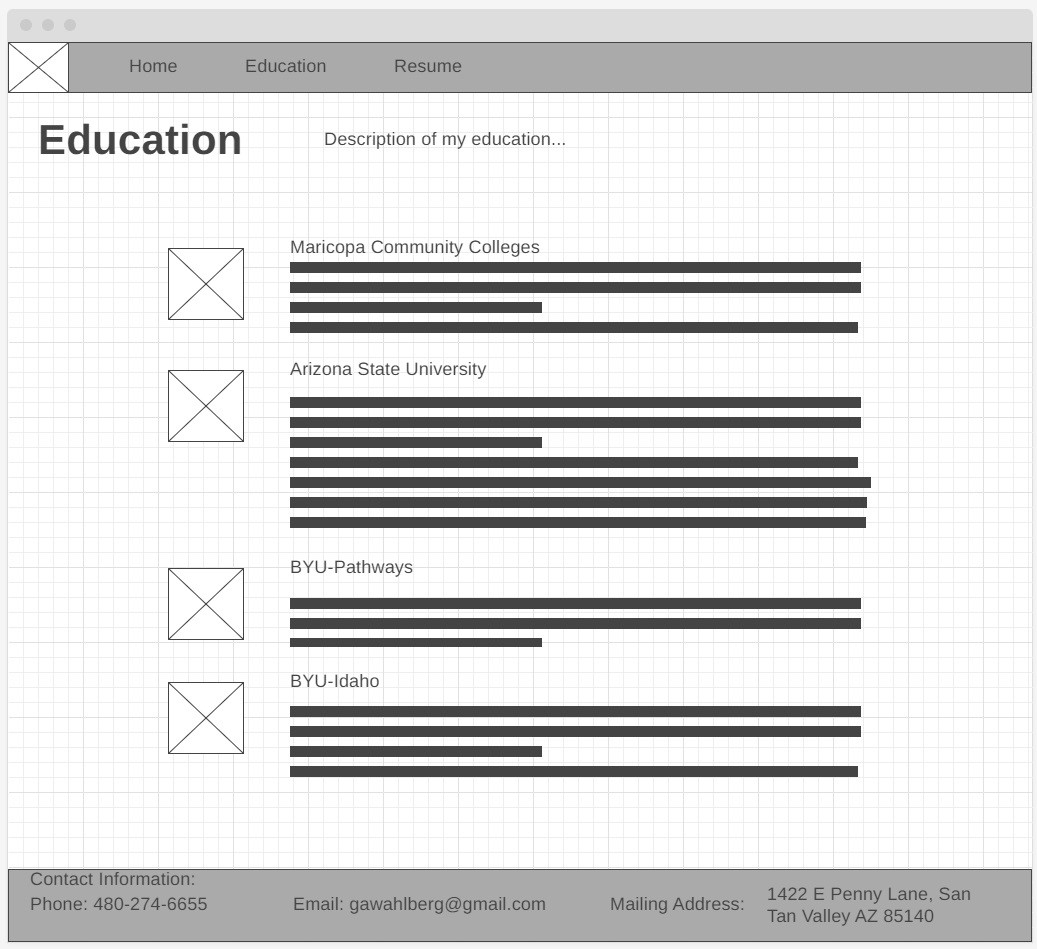 Home Education Resume
Education
Description of my education...
Maricopa Community Colleges
Arizona State University
BYU-Pathways
BYU-Idaho
Contact Information:
Phone: 480-274-6655
Email: gawahlberg@gmail.com
Mailing Address:
1422 E Penny Lane, San
Tan Valley AZ 85140